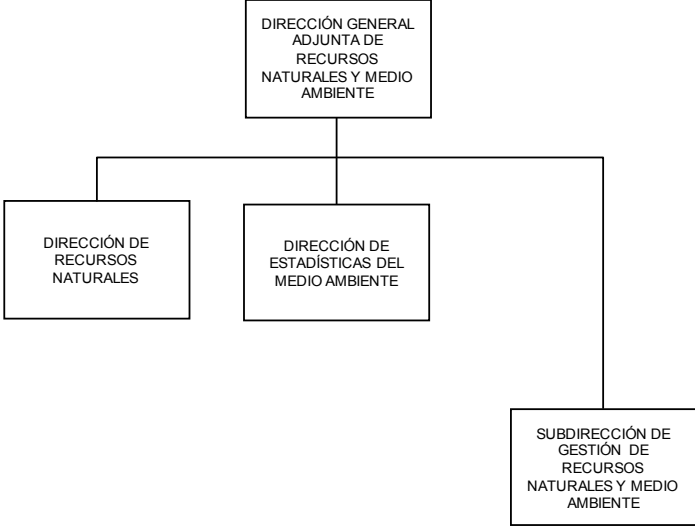 DIRECCIÓN GENERAL
ADJUNTA DE
RECURSOS
NATURALES Y MEDIO
AMBIENTE
DIRECCIÓN DE
RECURSOS
NATURALES
DIRECCIÓN DE
ESTADÍSTICAS DEL
MEDIO AMBIENTE
SUBDIRECCIÓN DE
GESTIÓN DE
RECURSOS
NATURALES Y MEDIO
AMBIENTE